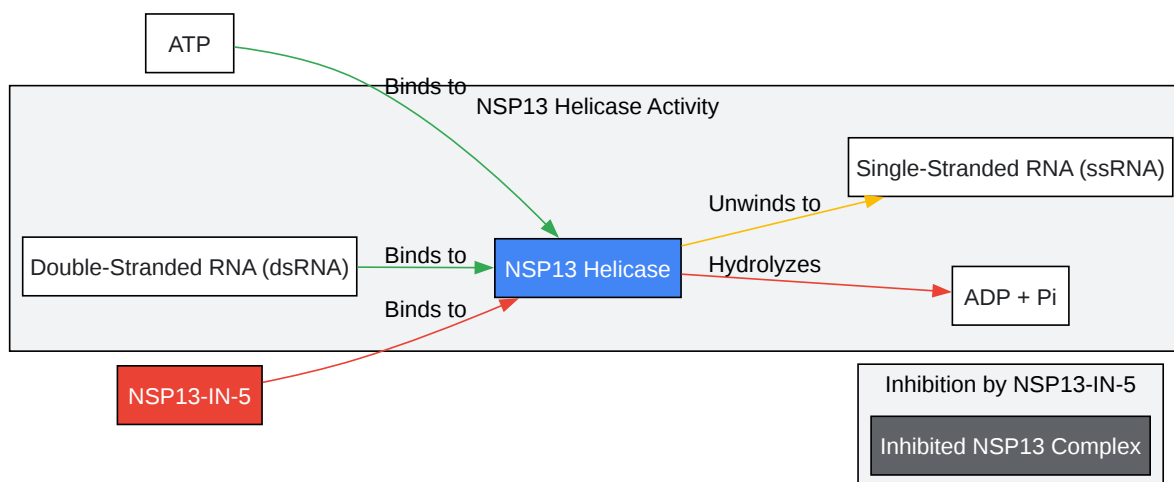 ATP
Binds to
NSP13 Helicase Activity
Single-Stranded RNA (ssRNA)
Unwinds to
Double-Stranded RNA (dsRNA)
Binds to
NSP13 Helicase
Hydrolyzes
ADP + Pi
Binds to
NSP13-IN-5
Inhibition by NSP13-IN-5
Inhibited NSP13 Complex